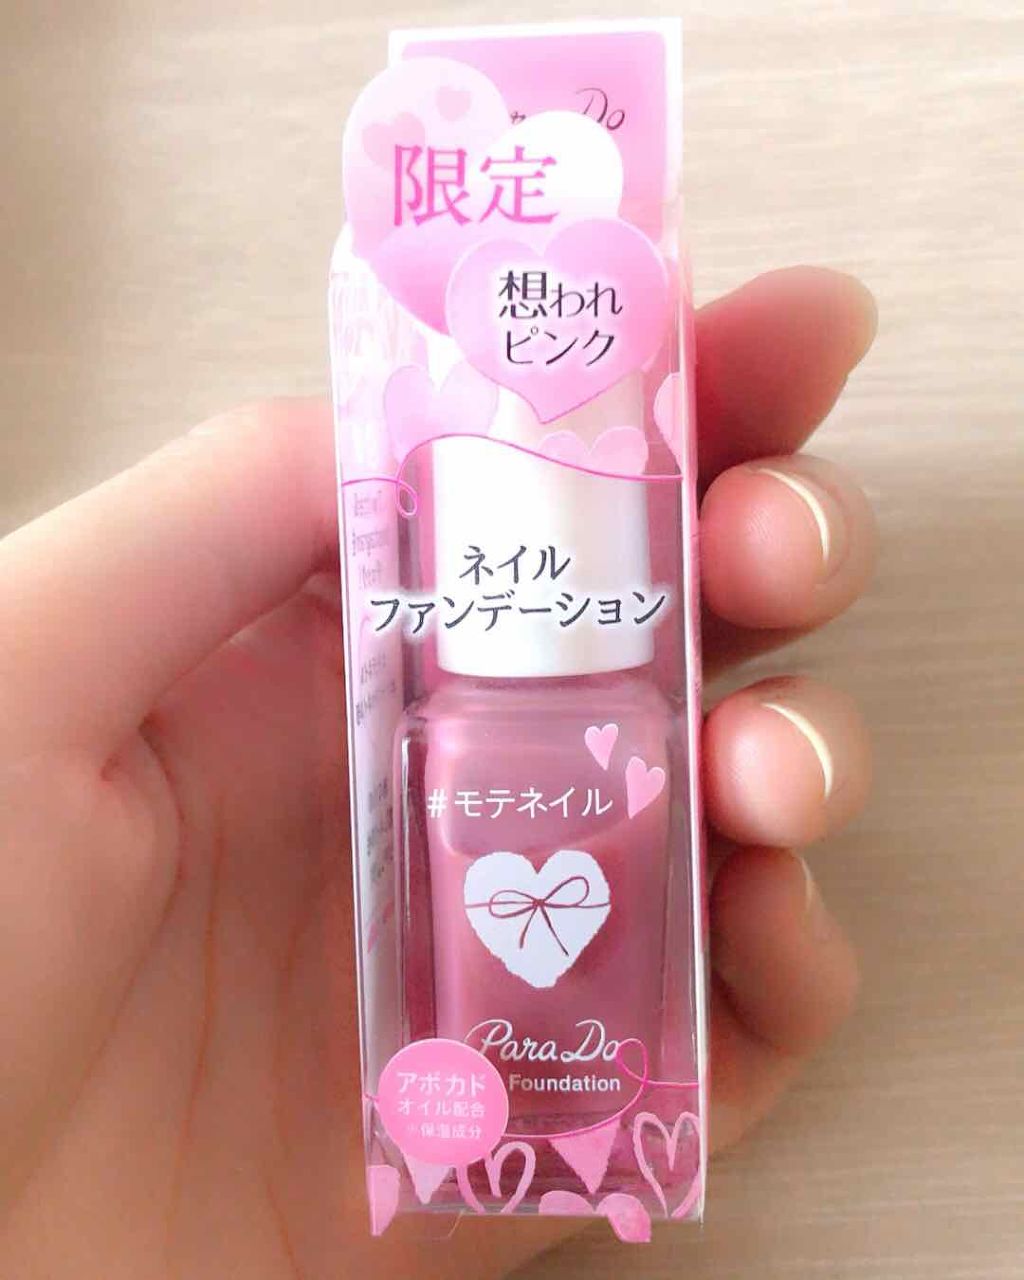 Do
限定
想われ
ピンク
ネイル
ファンデーション
#モテネイル
ParaDo
Foundation
アボカド
オイル配合
※保湿成分